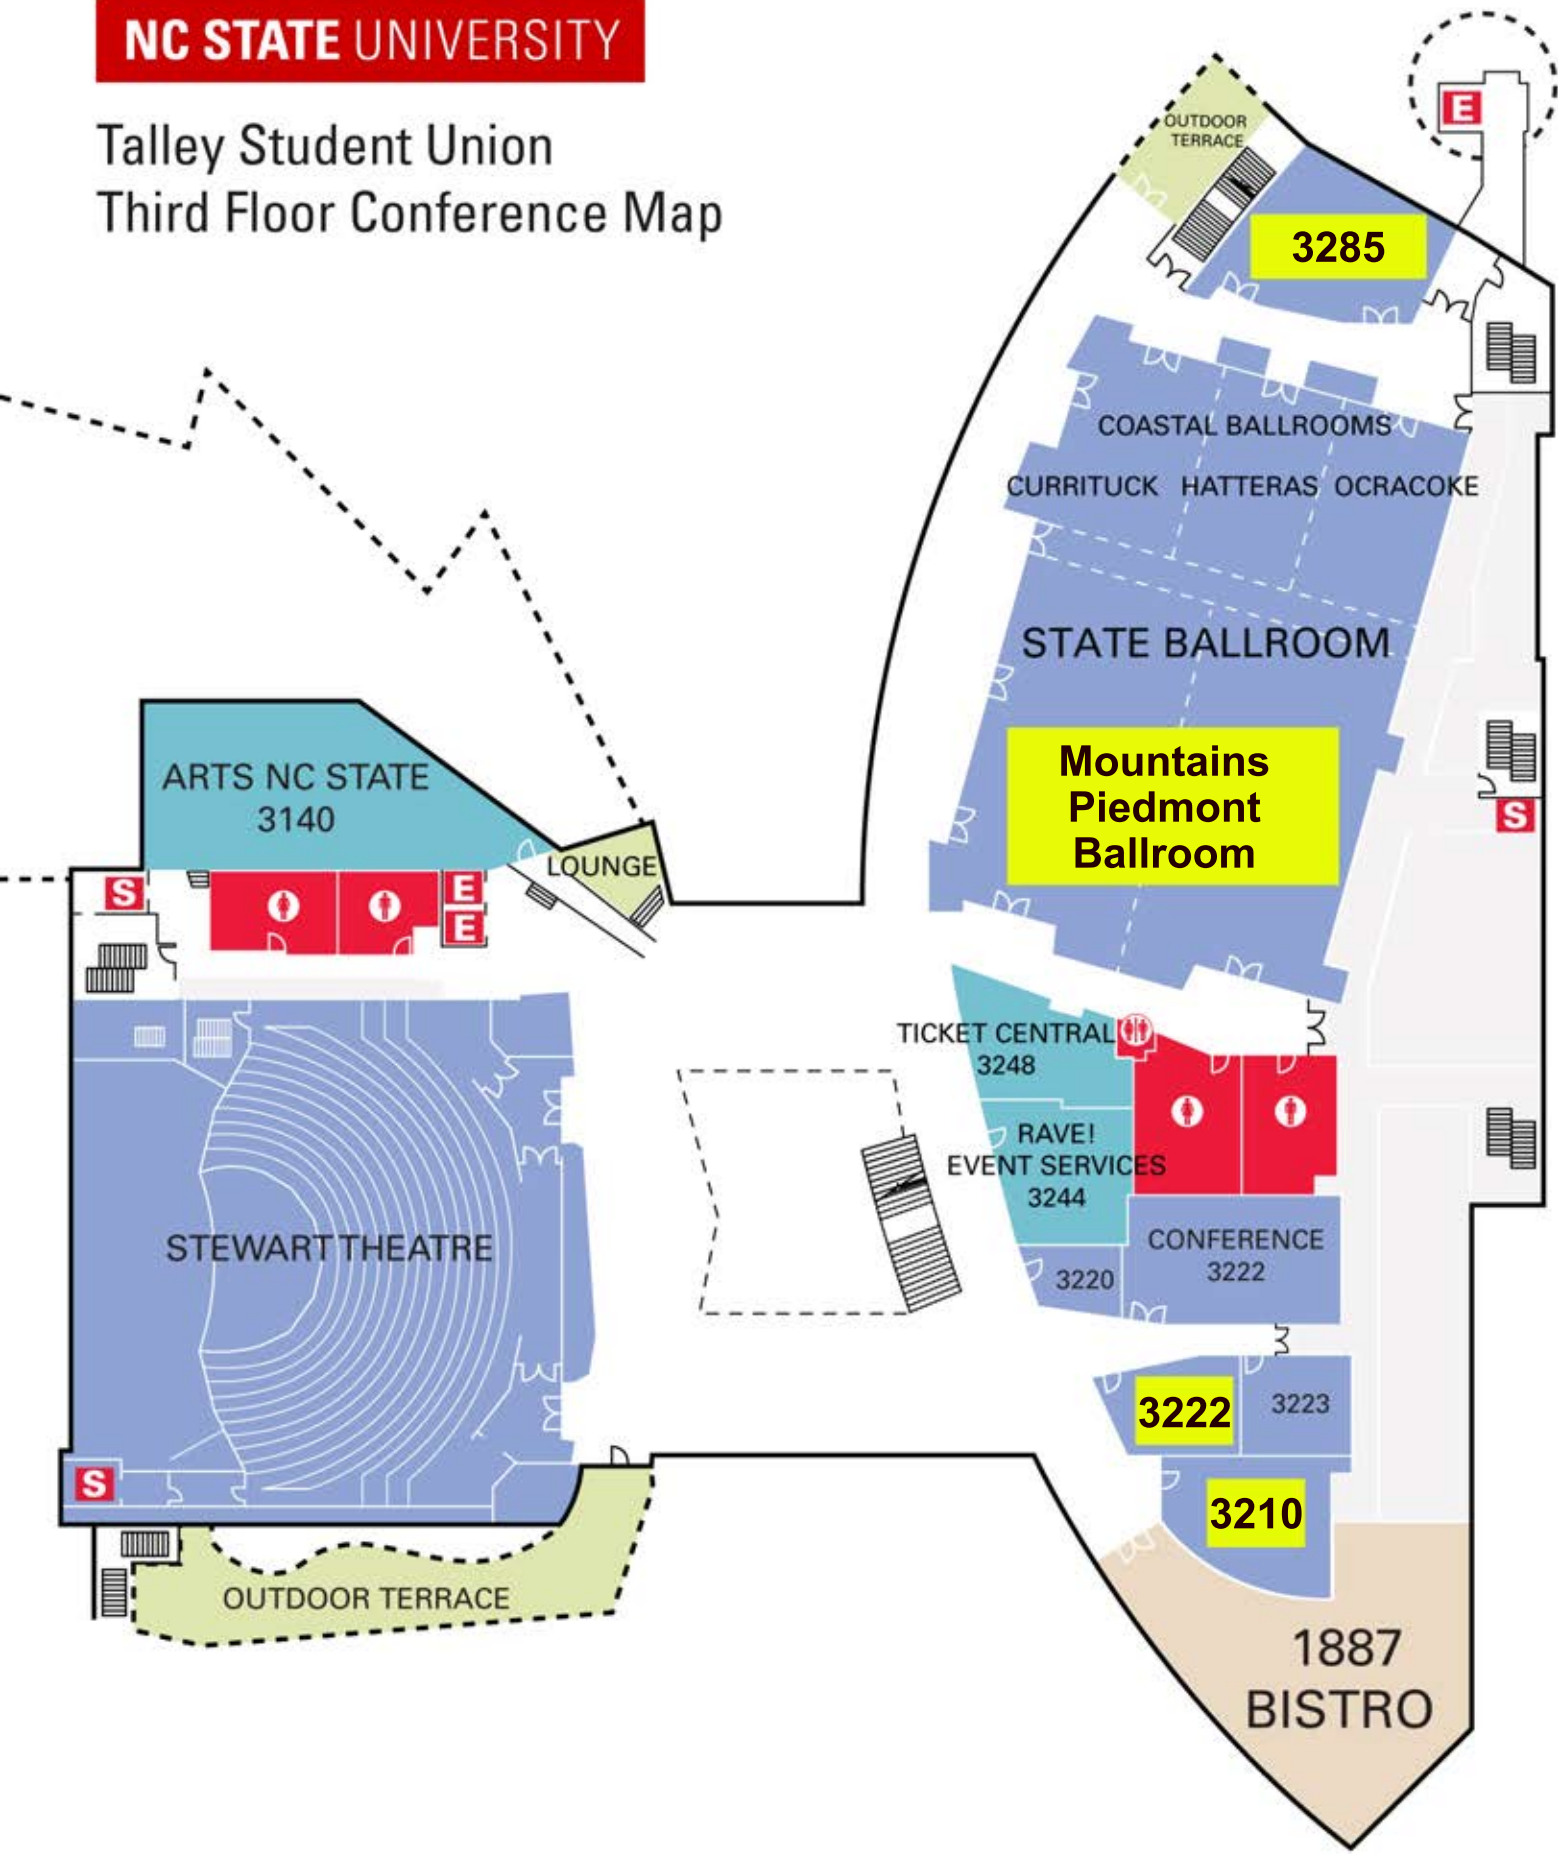 NC STATE UNIVERSITY
Talley Student Union
Third Floor Conference Map
E
OUTDOOR
TERRACE
3285
COASTAL BALLROOMS
CURRITUCK HATTERAS OCRACOKE
STATE BALLROOM
Mountains
Piedmont
Ballroom
S
ARTS NC STATE
3140
LOUNGE
S
E
E
TICKET CENTRAL
3248
RAVE!
EVENT SERVICES
3244
STEWART THEATRE
CONFERENCE
3222
3220
3222
3223
S
3210
OUTDOOR TERRACE
1887
BISTRO